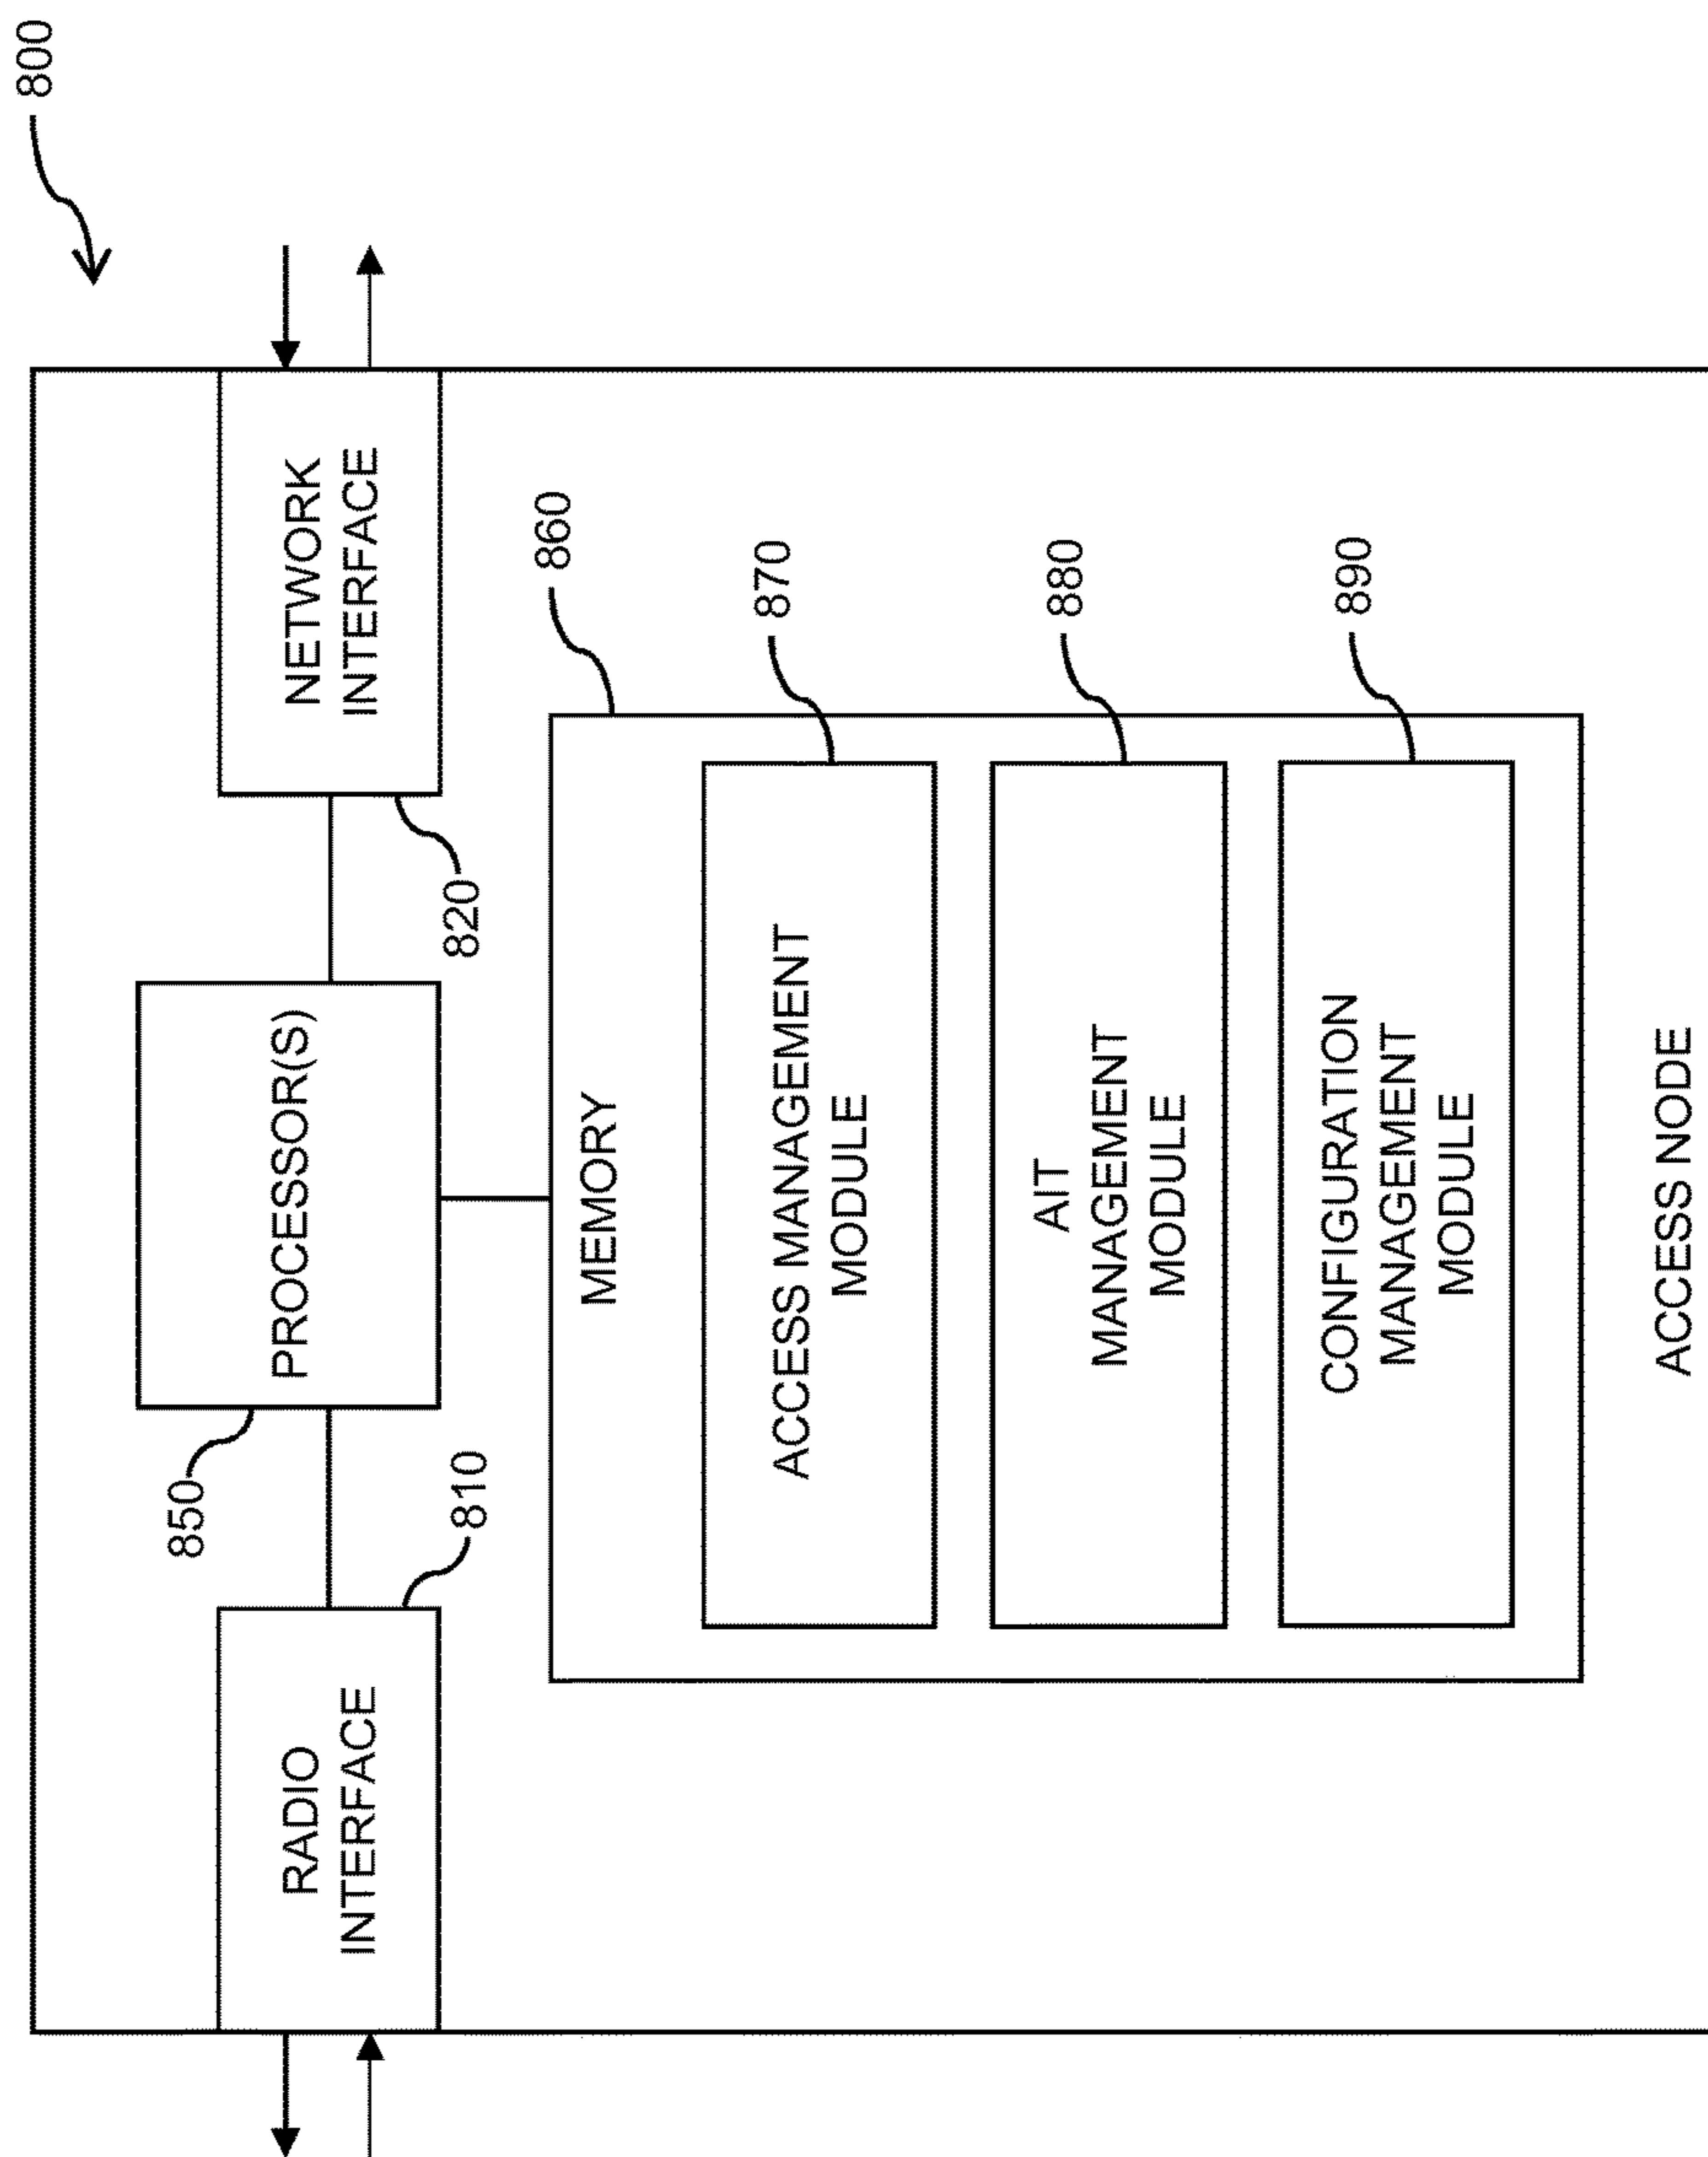 800
RADIO
INTERFACE
810
850
PROCESSOR(S)
820
NETWORK
INTERFACE
860
MEMORY
870
ACCESS MANAGEMENT
MODULE
880
AIT
MANAGEMENT
MODULE
890
CONFIGURATION
MANAGEMENT
MODULE
ACCESS NODE